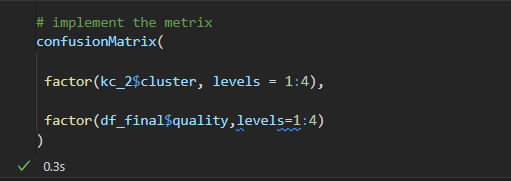 # implement the metrix
confusionMatrix(
factor(kc_2$cluster, levels = 1:4),
factor(df_final$quality,levels=1:4)
)
0.3s